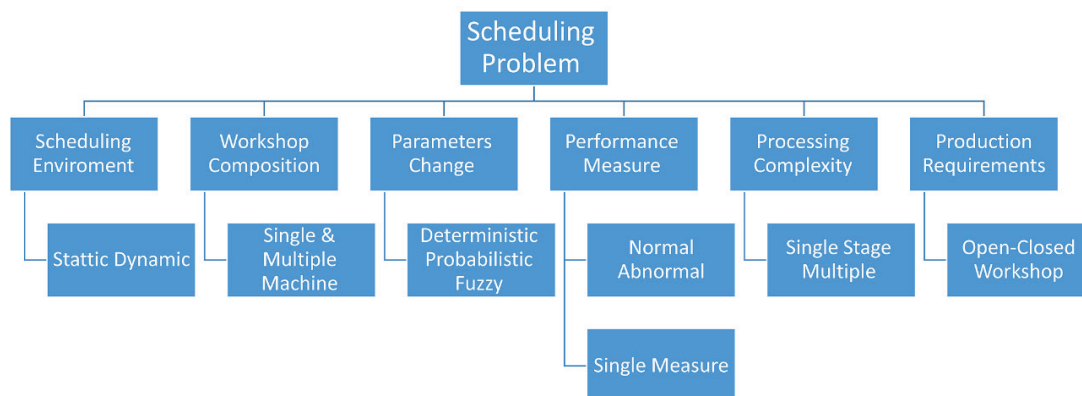 Scheduling
Problem
Scheduling
Enviroment
Workshop
Composition
Parameters
Change
Performance
Measure
Processing
Complexity
Production
Requirements
Stattic Dynamic
Single &
Multiple
Machine
Deterministic
Probabilistic
Fuzzy
Normal
Abnormal
Single Stage
Multiple
Open-Closed
Workshop
Single Measure